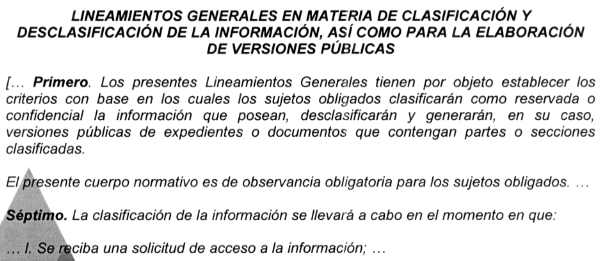 LINEAMIENTOS GENERALES EN MATERIA DE CLASIFICACIÓN Y
DESCLASIFICACIÓN DE LA INFORMACIÓN, ASÍ COMO PARA LA ELABORACIÓN
DE VERSIONES PÚBLICAS
[… Primero. Los presentes Lineamientos Generales tienen por objeto establecer los
criterios con base en los cuales los sujetos obligados clasificarán como reservada o
confidencial la información que posean, desclasificarán y generarán, en su caso,
versiones públicas de expedientes o documentos que contengan partes o secciones
clasificadas.
El presente cuerpo normativo es de observancia obligatoria para los sujetos obligados. …
Séptimo. La clasificación de la información se llevará a cabo en el momento en que:
… I. Se reciba una solicitud de acceso a la información; …